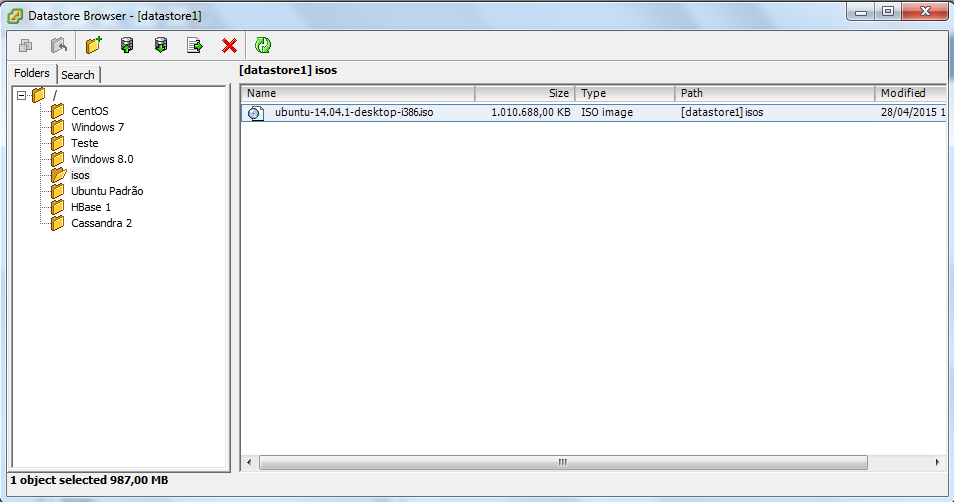 Datastore Browser - [datastore1]
Folders
Search
/
CentOS
Windows 7
Teste
Windows 8.0
isos
Ubuntu Padrão
HBase 1
Cassandra 2
[datastore1] isos
Name Size Type Path Modified
ubuntu-14.04.1-desktop-i386.iso 1.010.688,00 KB ISO image [datastore1] isos 28/04/2015 1
1 object selected 987,00 MB